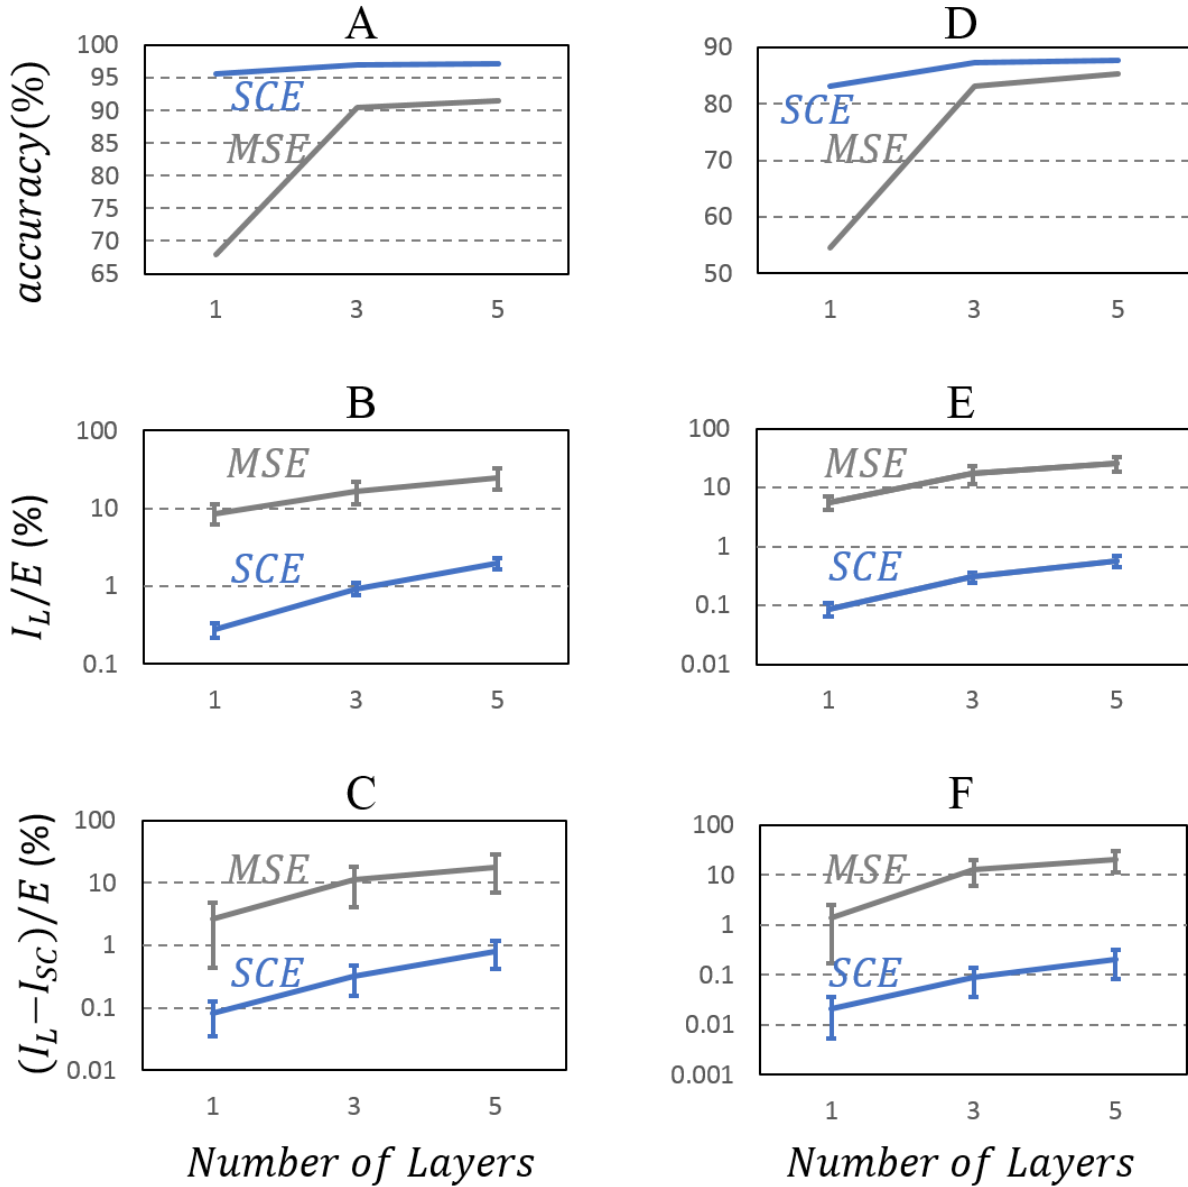 A
accuracy(%)
100
95
90
85
80
75
70
65
SCE
MSE
1 3 5
D
90
80
70
60
50
SCE
MSE
1 3 5
B
I_L/E (%)
100
10
1
0.1
MSE
SCE
1 3 5
E
100
10
1
0.1
0.01
MSE
SCE
1 3 5
C
(I_L−I_SC)/E (%)
100
10
1
0.1
0.01
MSE
SCE
1 3 5
Number of Layers
F
100
10
1
0.1
0.01
0.001
MSE
SCE
1 3 5
Number of Layers